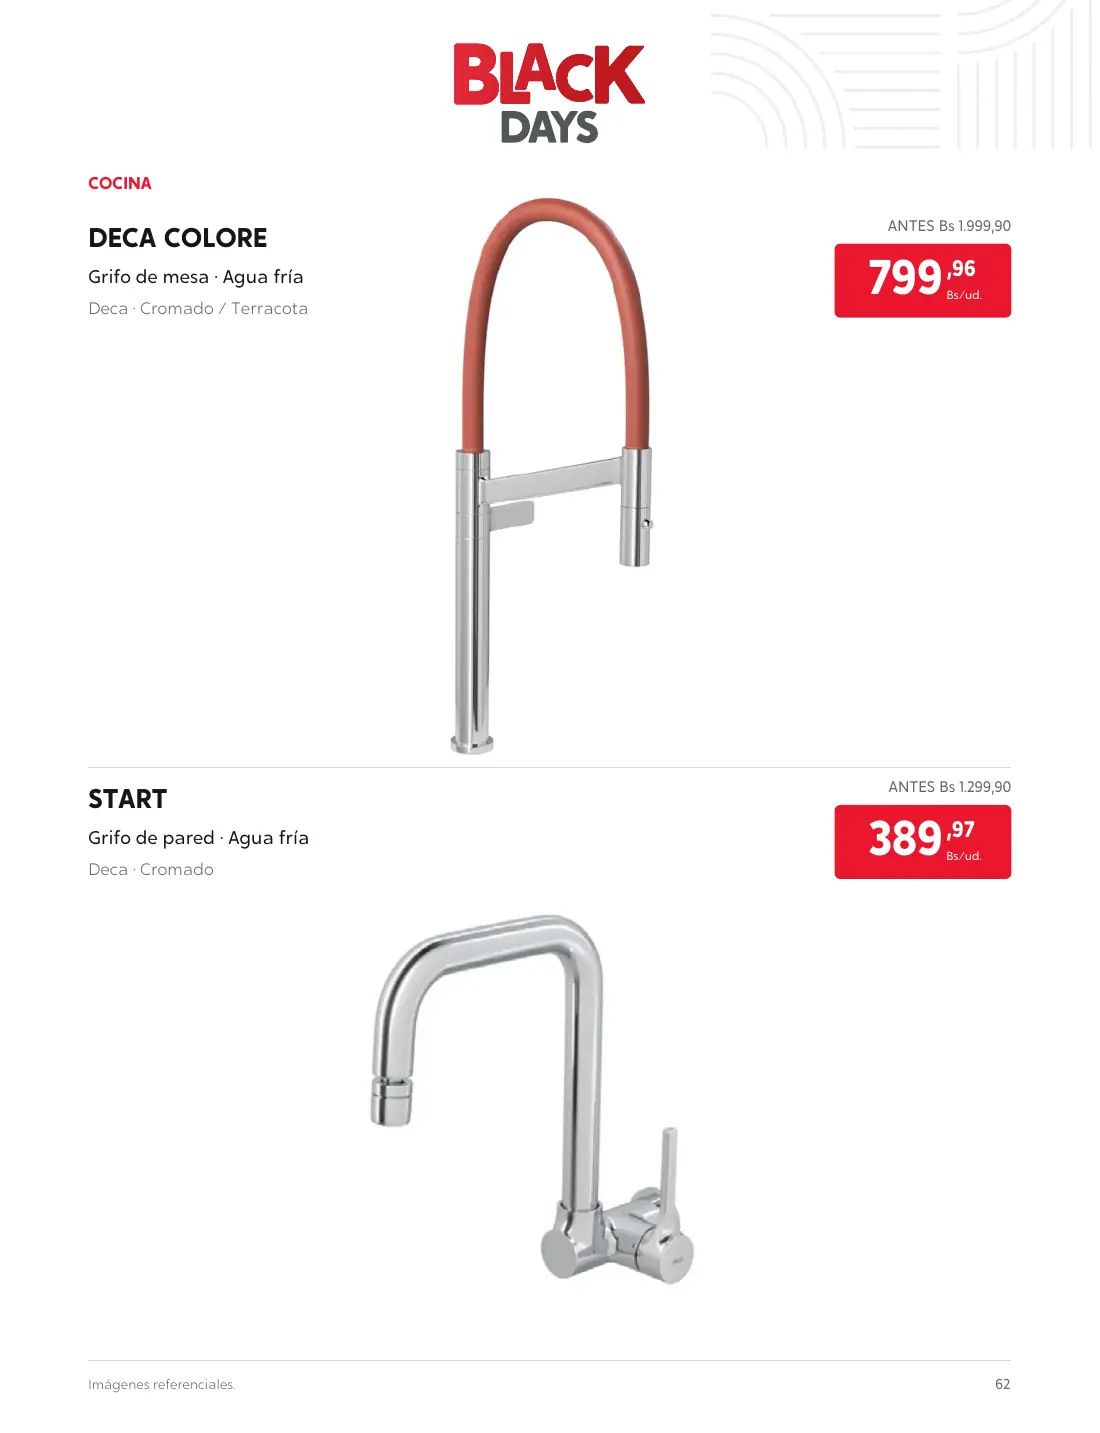 BLACK
DAYS
COCINA
DECA COLORE
Grifo de mesa · Agua fría
Deca · Cromado / Terracota
ANTES Bs 1.999,90
799,96
Bs/ud.
START
Grifo de pared · Agua fría
Deca · Cromado
ANTES Bs 1.299,90
389,97
Bs/ud.
Imágenes referenciales.
62